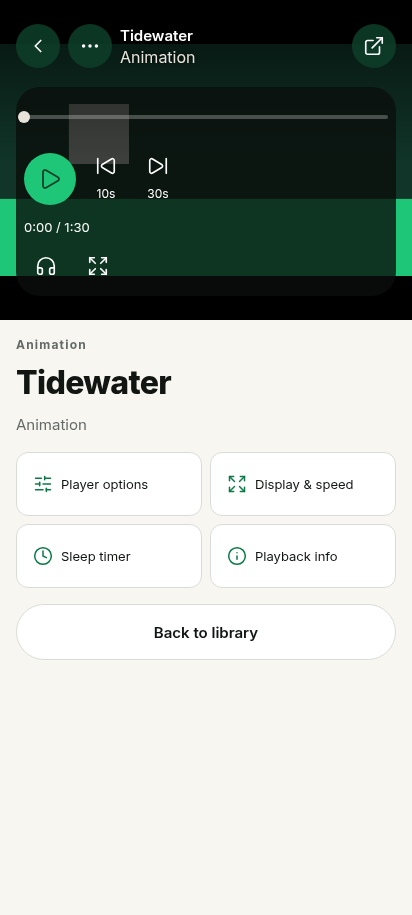 Tidewater
Animation
10s
30s
0:00 / 1:30
Animation
Tidewater
Animation
Player options
Display & speed
Sleep timer
Playback info
Back to library